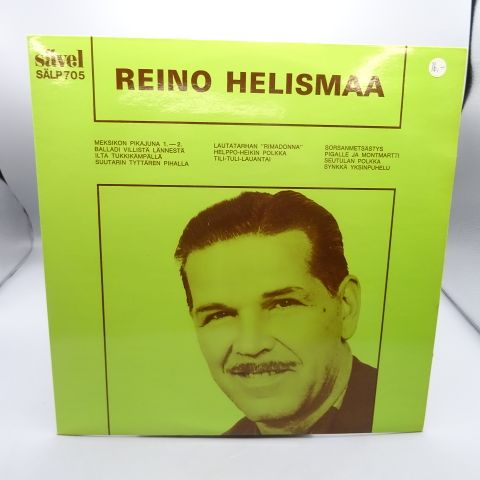 sävel
SÄLP 705
REINO HELISMAA
MEKSIKON PIKAJUNA 1.—2.
BALLADI VILLISTÄ LÄNNESTÄ
ILTA TUKKIKÄMPÄLLÄ
SUUTARIN TYTTÄREN PIHALLA
LAUTATARHAN "RIMADONNA"
HELPPO-HEIKIN POLKKA
TILI-TULI-LAUANTAI
SORSANMETSÄSTYS
PIGALLE JA MONTMARTTI
SEUTULAN POLKKA
SYNKKÄ YKSINPUHELU